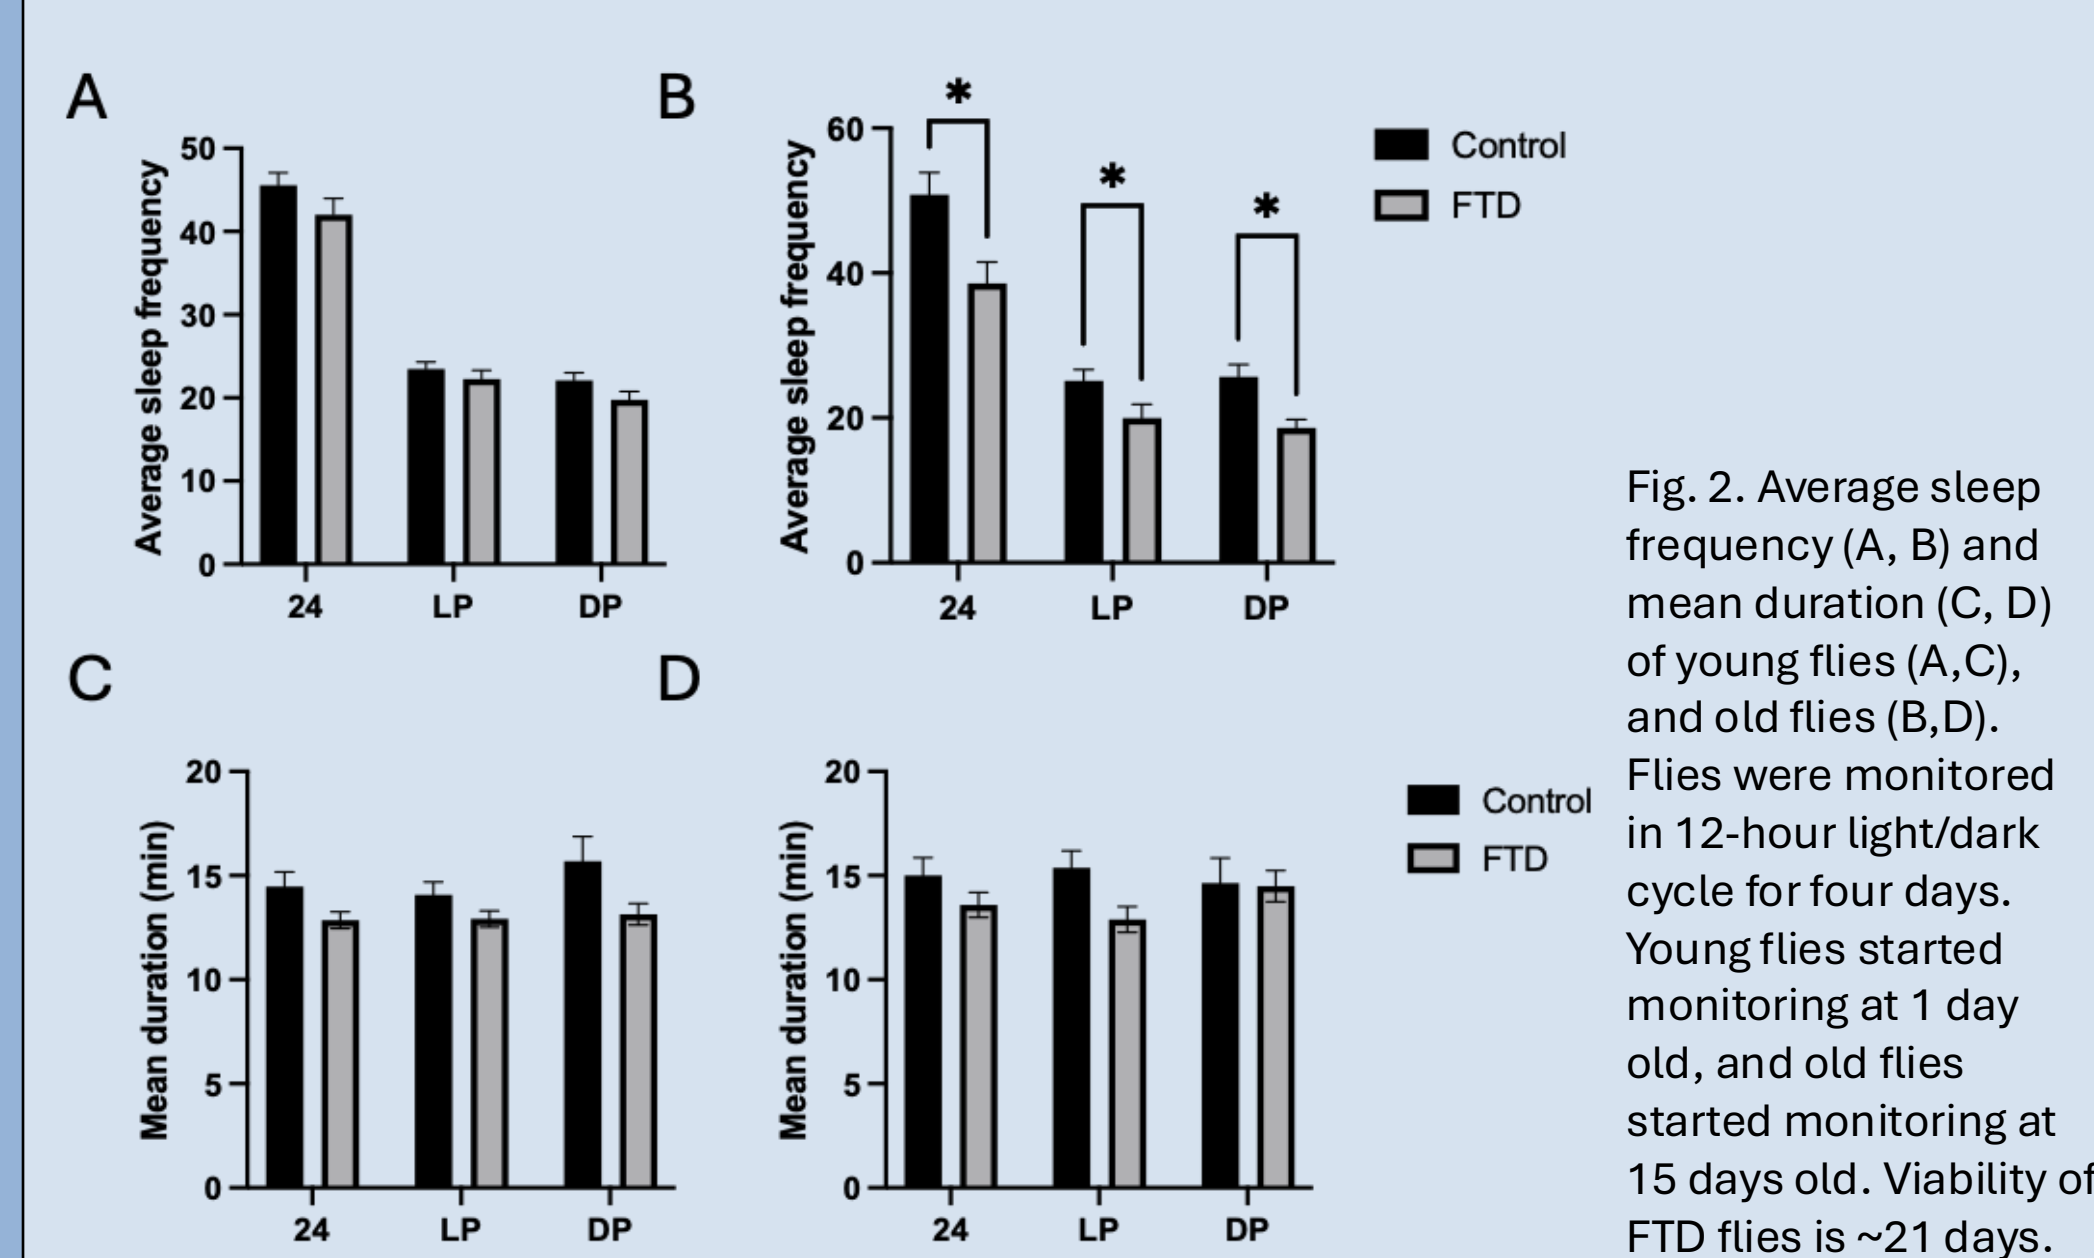 A
Average sleep frequency
50
40
30
20
10
0
24 LP DP
B
Average sleep frequency
60
40
20
0
*
*
*
24 LP DP
Control
FTD
C
Mean duration (min)
20
15
10
5
0
24 LP DP
D
Mean duration (min)
20
15
10
5
0
24 LP DP
Control
FTD
Fig. 2. Average sleep
frequency (A, B) and
mean duration (C, D)
of young flies (A,C),
and old flies (B,D).
Flies were monitored
in 12-hour light/dark
cycle for four days.
Young flies started
monitoring at 1 day
old, and old flies
started monitoring at
15 days old. Viability of
FTD flies is ~21 days.